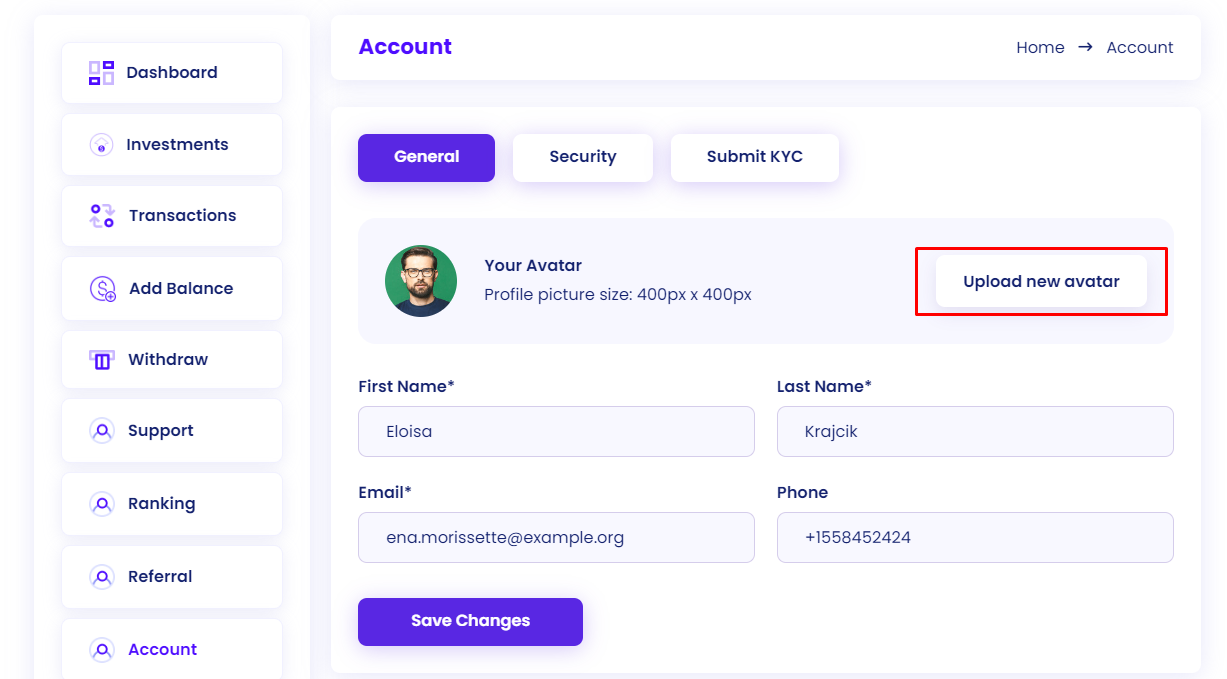 Dashboard
Investments
Transactions
Add Balance
Withdraw
Support
Ranking
Referral
Account
Account
Home → Account
General Security Submit KYC
Your Avatar
Profile picture size: 400px x 400px
Upload new avatar
First Name* Last Name*
Eloisa Krajcik
Email* Phone
ena.morissette@example.org +1558452424
Save Changes